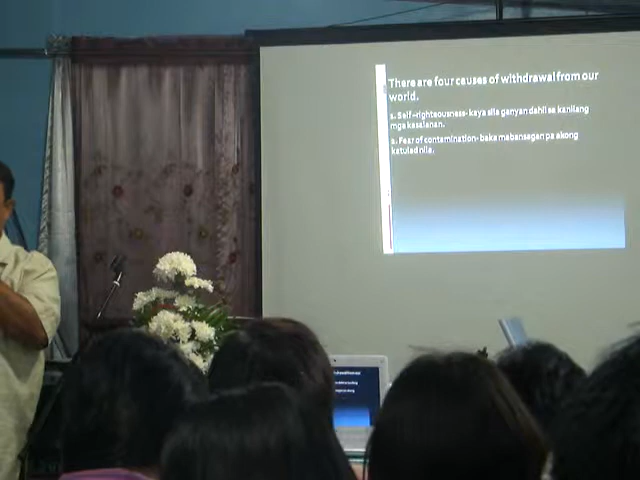 There are four causes of withdrawal from our
world.
1. Self-righteousness- kaya sila ganyan dahil sa kanilang
mga kasalanan.
2. Fear of contamination- baka mabansagan pa akong
katulad nila.